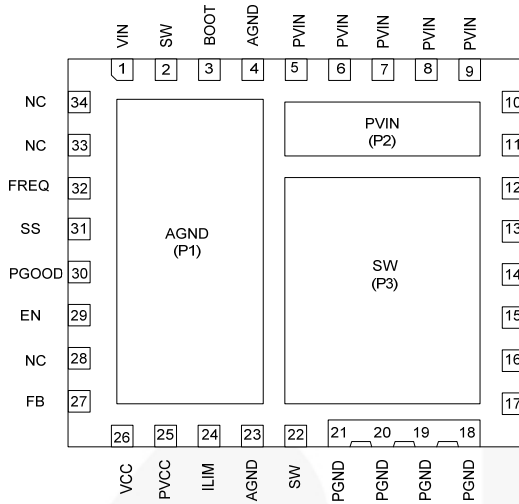 VIN SW BOOT AGND PVIN PVIN PVIN PVIN PVIN
1 2 3 4 5 6 7 8 9
NC 34
NC 33
FREQ 32
SS 31
PGOOD 30
EN 29
NC 28
FB 27
10
11
12
13
14
15
16
17
PVIN
(P2)
AGND
(P1)
SW
(P3)
26 25 24 23 22 21 20 19 18
VCC PVCC ILIM AGND SW PGND PGND PGND PGND